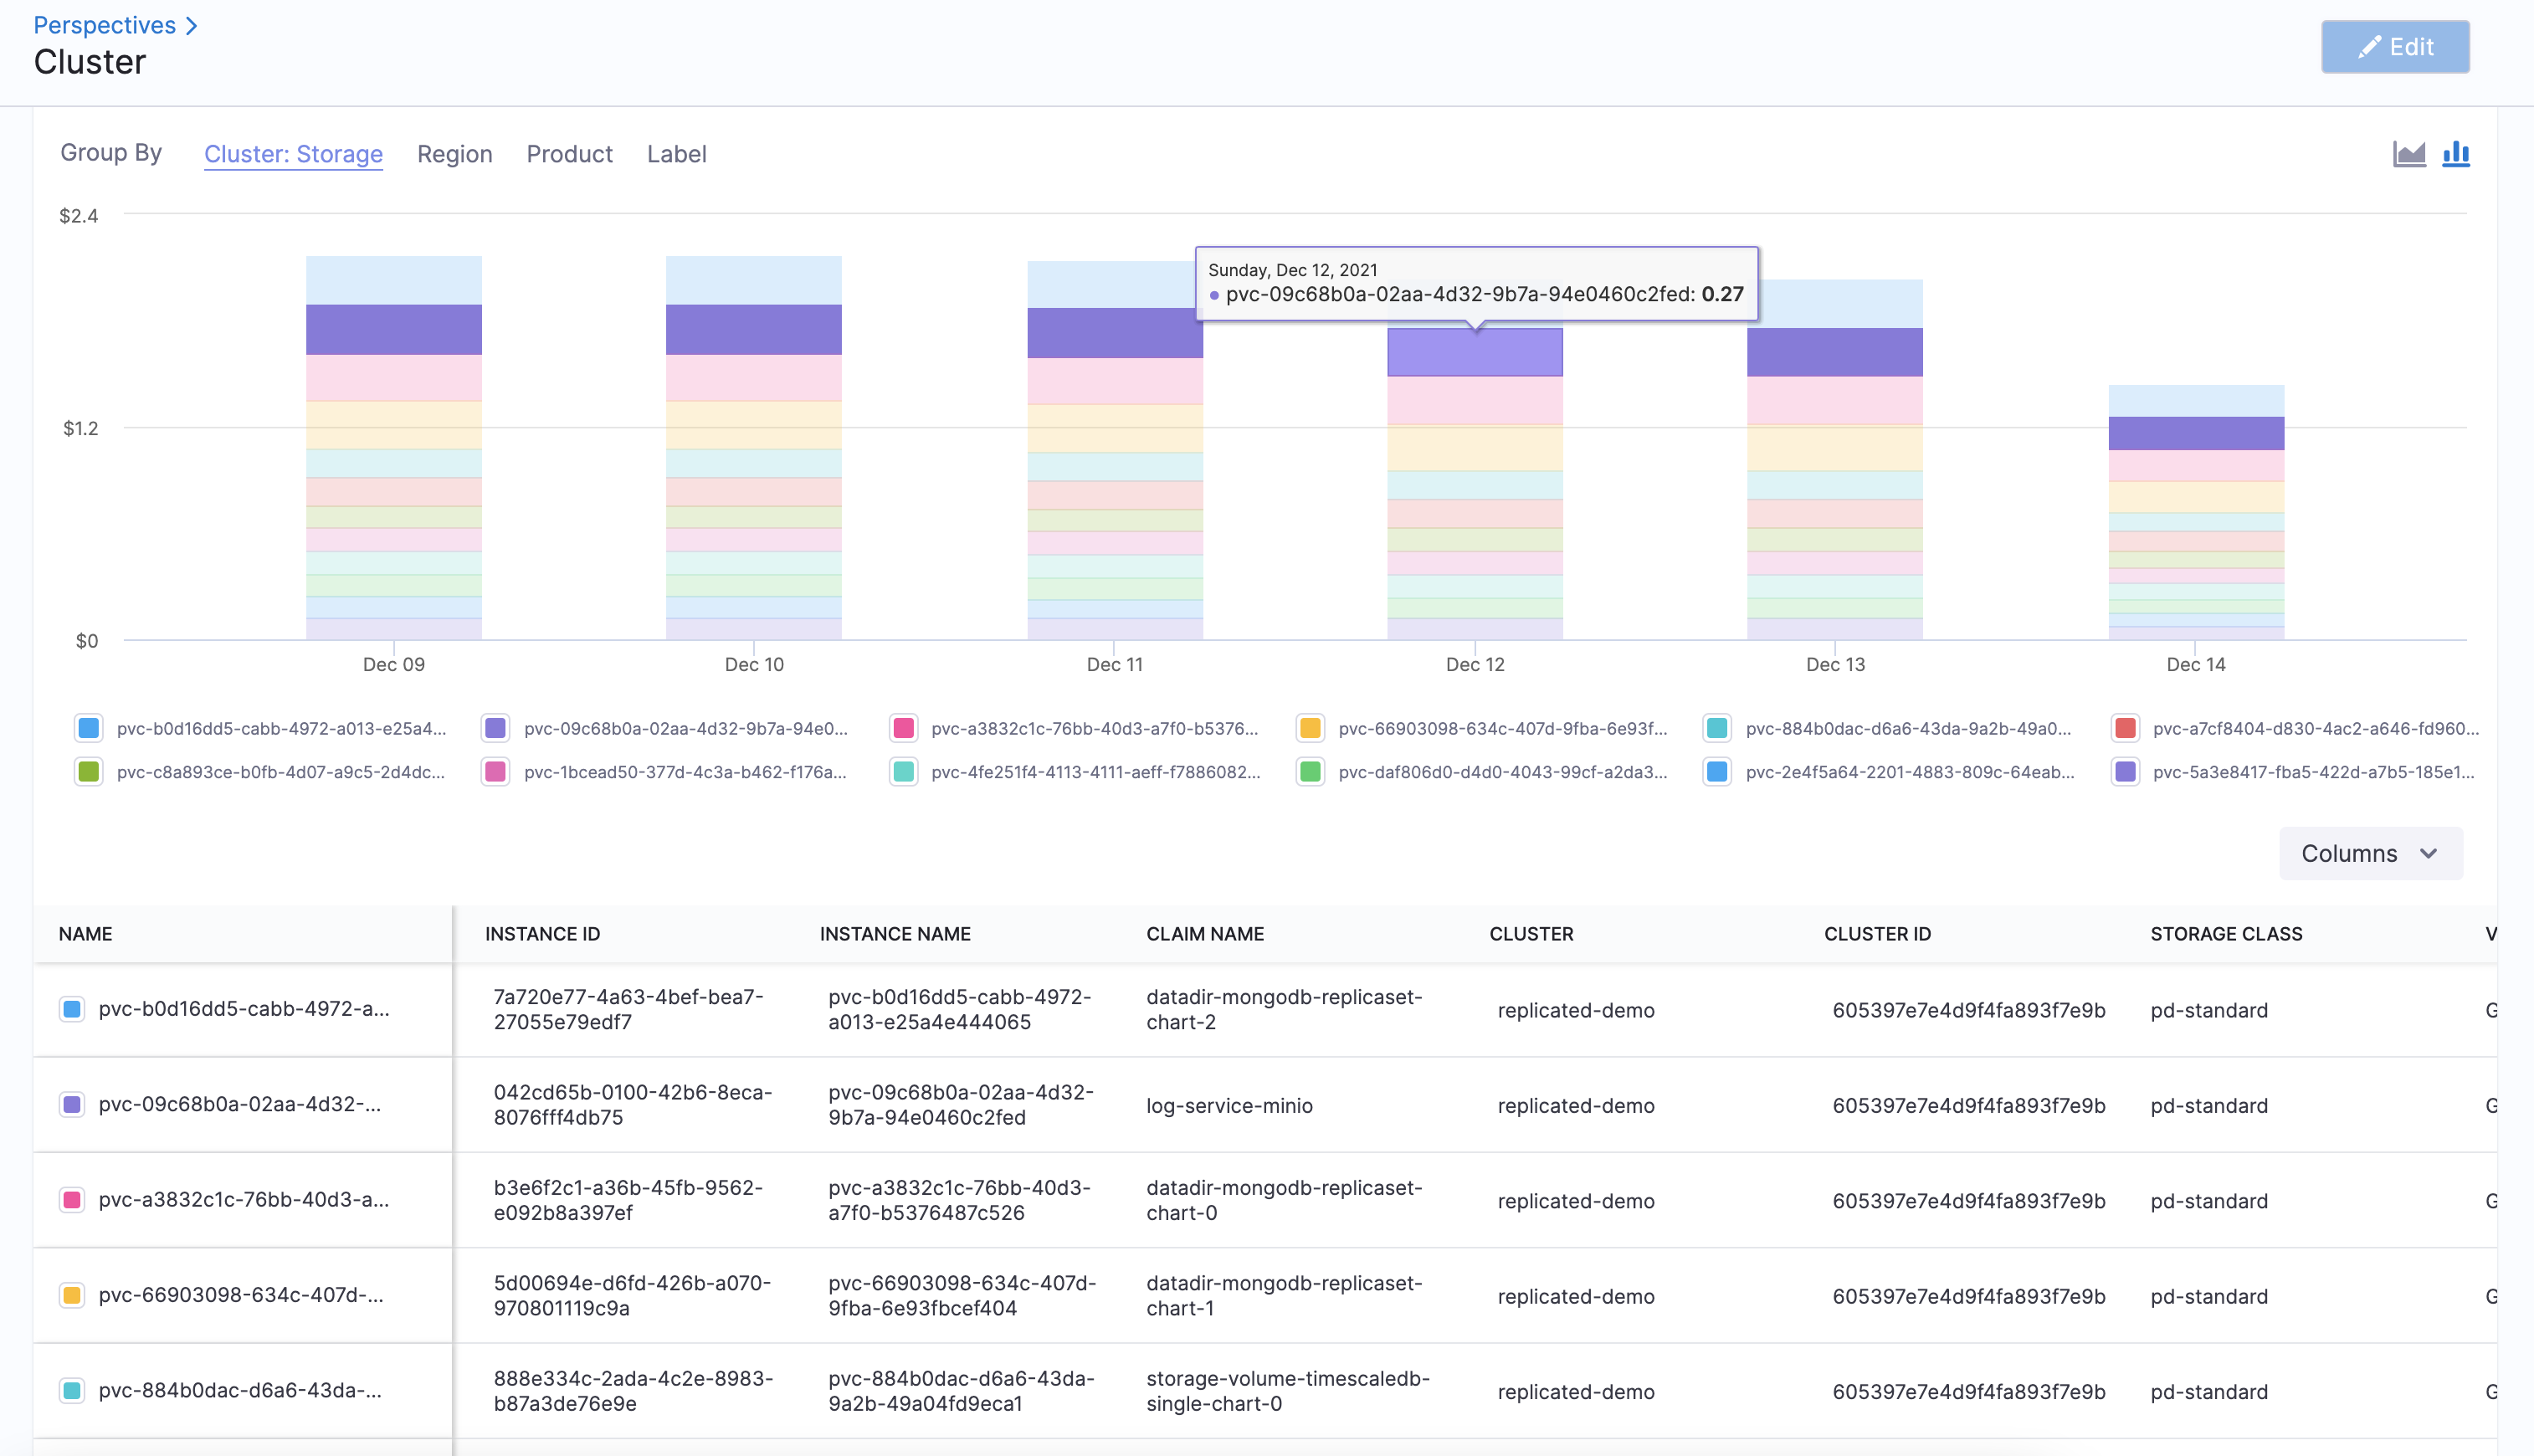 Perspectives >
Cluster
Edit
Group By Cluster: Storage Region Product Label
$2.4
$1.2
$0
Sunday, Dec 12, 2021
pvc-09c68b0a-02aa-4d32-9b7a-94e0460c2fed: 0.27
Dec 09 Dec 10 Dec 11 Dec 12 Dec 13 Dec 14
pvc-b0d16dd5-cabb-4972-a013-e25a4... pvc-09c68b0a-02aa-4d32-9b7a-94e0... pvc-a3832c1c-76bb-40d3-a7f0-b5376... pvc-66903098-634c-407d-9fba-6e93f... pvc-884b0dac-d6a6-43da-9a2b-49a0... pvc-a7cf8404-d830-4ac2-a646-fd960...
pvc-c8a893ce-b0fb-4d07-a9c5-2d4dc... pvc-1bcead50-377d-4c3a-b462-f176a... pvc-4fe251f4-4113-4111-aeff-f7886082... pvc-daf806d0-d4d0-4043-99cf-a2da3... pvc-2e4f5a64-2201-4883-809c-64eab... pvc-5a3e8417-fba5-422d-a7b5-185e1...
Columns
NAME INSTANCE ID INSTANCE NAME CLAIM NAME CLUSTER CLUSTER ID STORAGE CLASS V
pvc-b0d16dd5-cabb-4972-a... 7a720e77-4a63-4bef-bea7-27055e79edf7 pvc-b0d16dd5-cabb-4972-a013-e25a4e444065 datadir-mongodb-replicaset-chart-2 replicated-demo 605397e7e4d9f4fa893f7e9b pd-standard G
pvc-09c68b0a-02aa-4d32-... 042cd65b-0100-42b6-8eca-8076fff4db75 pvc-09c68b0a-02aa-4d32-9b7a-94e0460c2fed log-service-minio replicated-demo 605397e7e4d9f4fa893f7e9b pd-standard G
pvc-a3832c1c-76bb-40d3-a... b3e6f2c1-a36b-45fb-9562-e092b8a397ef pvc-a3832c1c-76bb-40d3-a7f0-b5376487c526 datadir-mongodb-replicaset-chart-0 replicated-demo 605397e7e4d9f4fa893f7e9b pd-standard G
pvc-66903098-634c-407d-... 5d00694e-d6fd-426b-a070-970801119c9a pvc-66903098-634c-407d-9fba-6e93fbcef404 datadir-mongodb-replicaset-chart-1 replicated-demo 605397e7e4d9f4fa893f7e9b pd-standard G
pvc-884b0dac-d6a6-43da-... 888e334c-2ada-4c2e-8983-b87a3de76e9e pvc-884b0dac-d6a6-43da-9a2b-49a04fd9eca1 storage-volume-timescaledb-single-chart-0 replicated-demo 605397e7e4d9f4fa893f7e9b pd-standard G